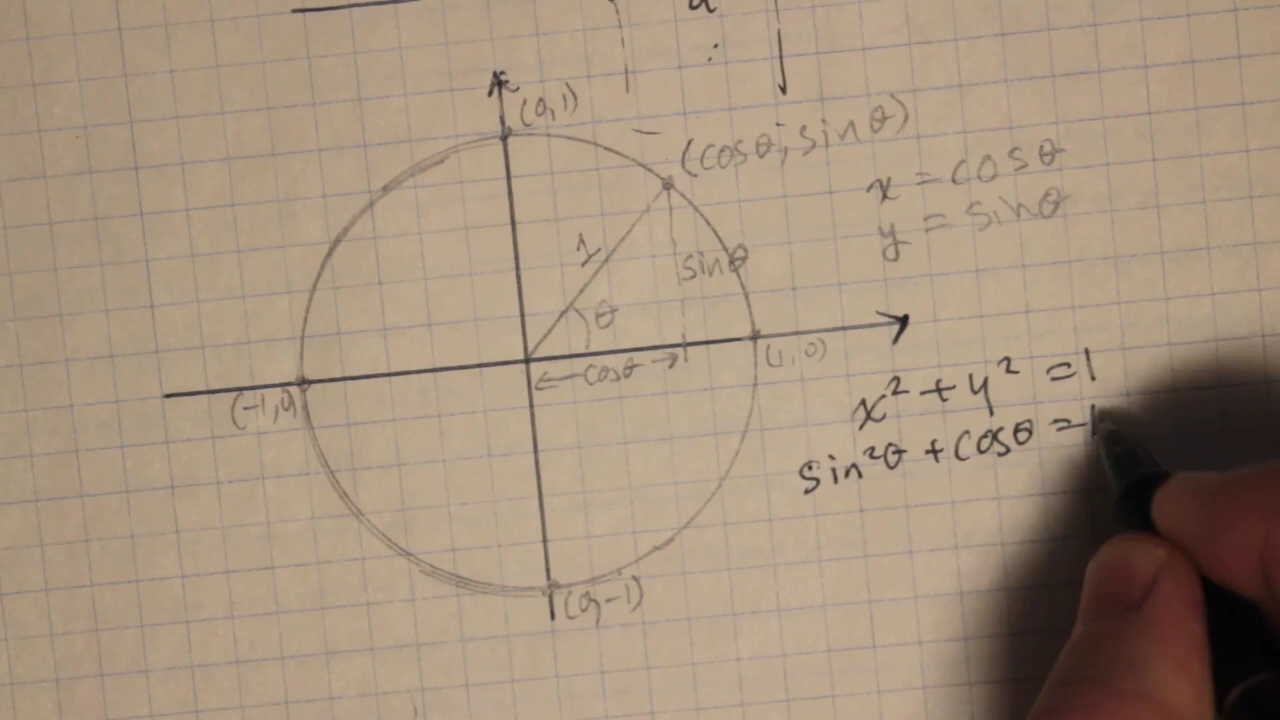 (0,1)
(cosθ, sinθ)
x = cosθ
y = sinθ
1
sinθ
θ
cosθ
(1,0)
(-1,0)
x² + y² = 1
sin²θ + cosθ = 1
(0,-1)